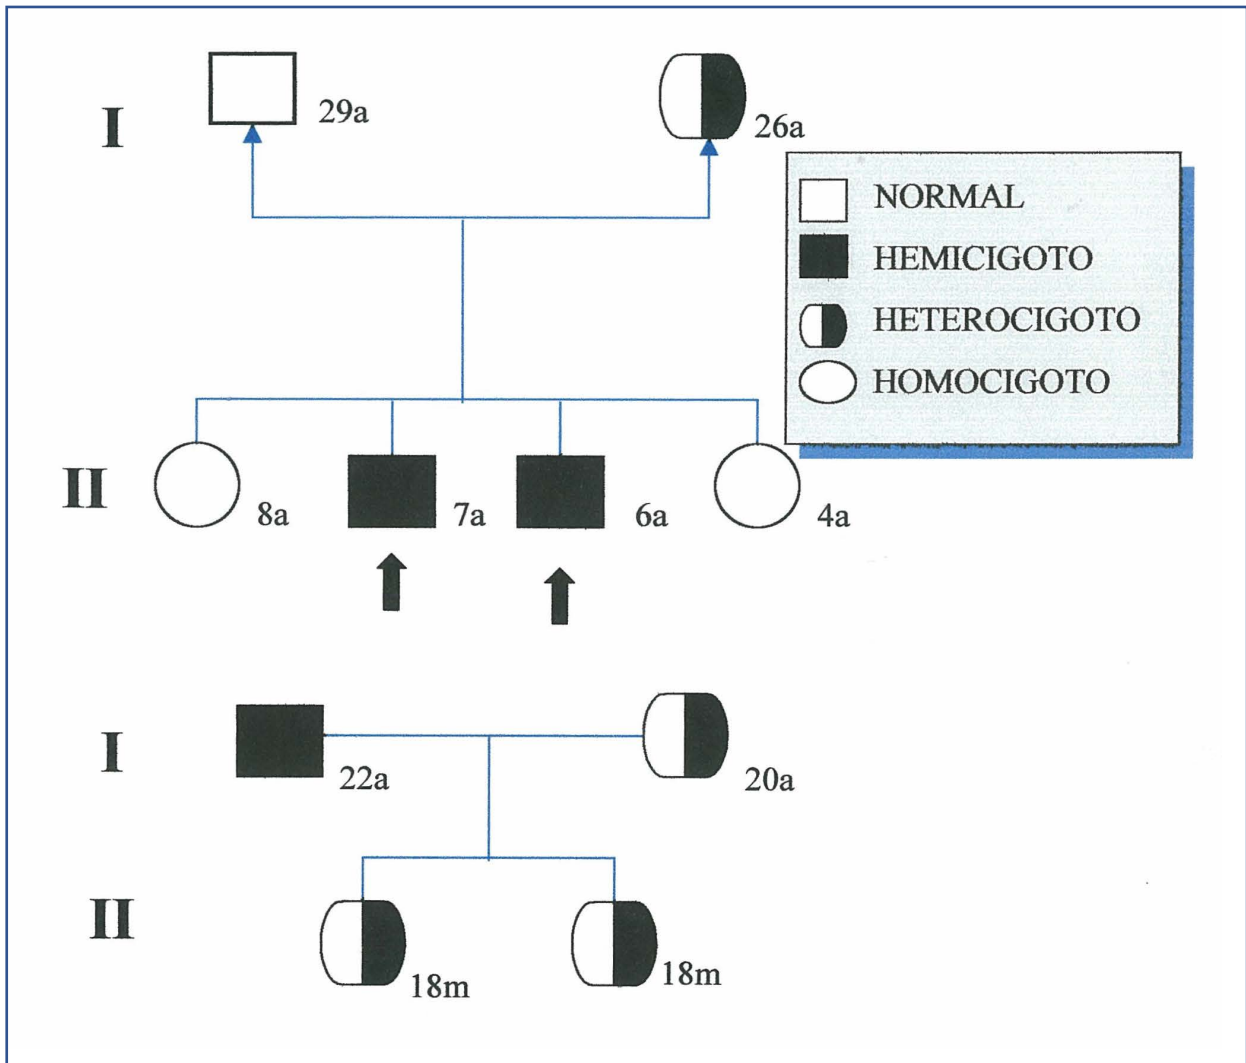 I
29a
26a
NORMAL
HEMICIGOTO
HETEROCIGOTO
HOMOCIGOTO
II
8a
7a
6a
4a
I
22a
20a
II
18m
18m